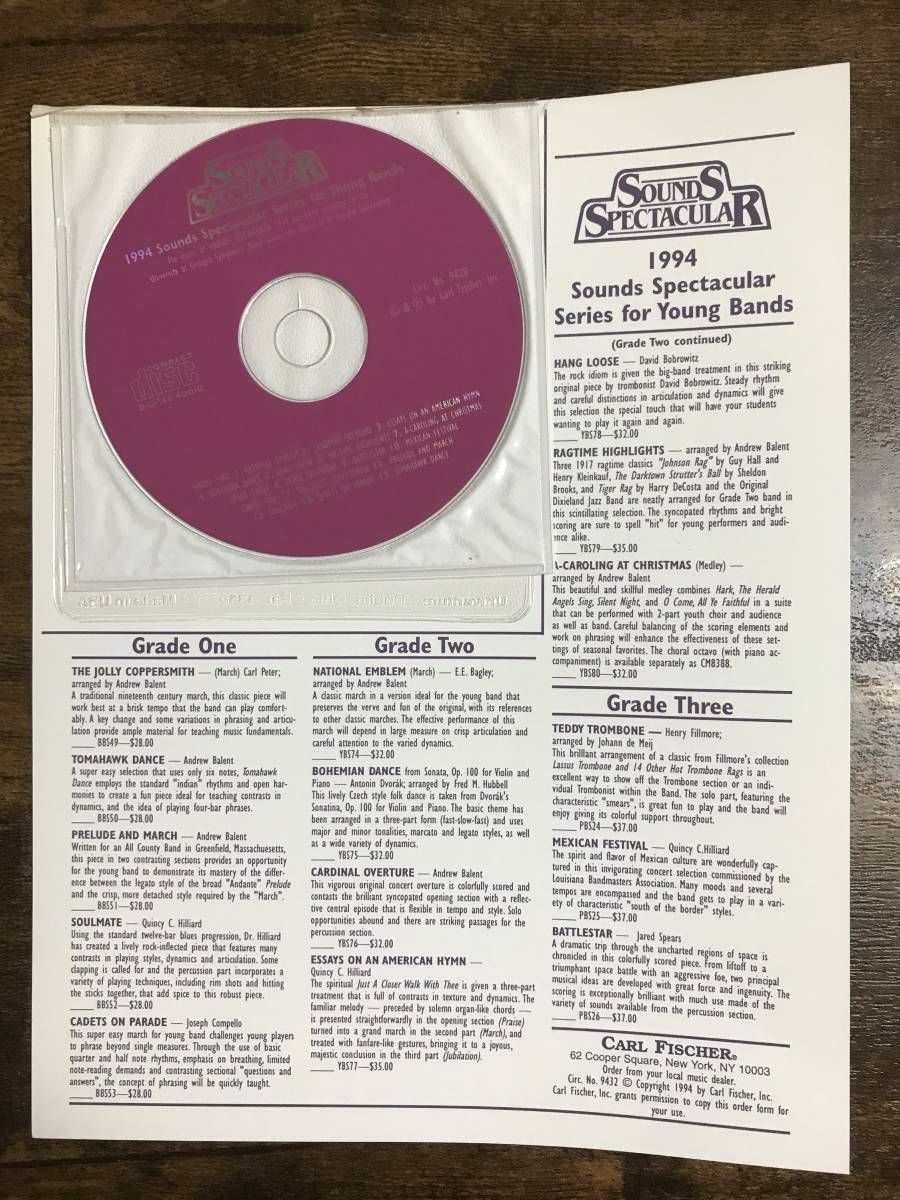 SOUNDS
SPECTACULAR
1994 Sounds Spectacular Series for Young Bands
Circ. No. 9428
© & ℗ by Carl Fischer, Inc.
COMPACT
disc
DIGITAL AUDIO
3. ESSAYS ON AN AMERICAN HYMN
7. A-CAROLING AT CHRISTMAS
10. MEXICAN FESTIVAL
PRELUDE AND MARCH
15. TOMAHAWK DANCE
Grade One
THE JOLLY COPPERSMITH — (March) Carl Peter;
arranged by Andrew Balent
A traditional nineteenth century march, this classic piece will
work best at a brisk tempo that the band can play comfort-
ably. A key change and some variations in phrasing and articu-
lation provide ample material for teaching music fundamentals.
____ BBS49—$28.00
TOMAHAWK DANCE — Andrew Balent
A super easy selection that uses only six notes, Tomahawk
Dance employs the standard "indian" rhythms and open har-
monies to create a fun piece ideal for teaching contrasts in
dynamics, and the idea of playing four-bar phrases.
____ BBS50—$28.00
PRELUDE AND MARCH — Andrew Balent
Written for an All County Band in Greenfield, Massachusetts,
this piece in two contrasting sections provides an opportunity
for the young band to demonstrate its mastery of the differ-
ence between the legato style of the broad "Andante" Prelude
and the crisp, more detached style required by the "March".
____ BBS51—$28.00
SOULMATE — Quincy C. Hilliard
Using the standard twelve-bar blues progression, Dr. Hilliard
has created a lively rock-inflected piece that features many
contrasts in playing styles, dynamics and articulation. Some
clapping is called for and the percussion part incorporates a
variety of playing techniques, including rim shots and hitting
the sticks together, that add spice to this robust piece.
____ BBS52—$28.00
CADETS ON PARADE — Joseph Compello
This super easy march for young band challenges young players
to phrase beyond single measures. Through the use of basic
quarter and half note rhythms, emphasis on breathing, limited
note-reading demands and contrasting sectional "questions and
answers", the concept of phrasing will be quickly taught.
____ BBS53—$28.00
Grade Two
NATIONAL EMBLEM (March) — E.E. Bagley;
arranged by Andrew Balent
A classic march in a version ideal for the young band that
preserves the verve and fun of the original, with its references
to other classic marches. The effective performance of this
march will depend in large measure on crisp articulation and
careful attention to the varied dynamics.
____ YBS74—$32.00
BOHEMIAN DANCE from Sonata, Op. 100 for Violin and
Piano — Antonin Dvorák; arranged by Fred M. Hubbell
This lively Czech style folk dance is taken from Dvorák's
Sonatina, Op. 100 for Violin and Piano. The basic theme has
been arranged in a three-part form (fast-slow-fast) and uses
major and minor tonalities, marcato and legato styles, as well
as a wide variety of dynamics.
____ YBS75—$32.00
CARDINAL OVERTURE — Andrew Balent
This vigorous original concert overture is colorfully scored and
contasts the brilliant syncopated opening section with a reflec-
tive central episode that is flexible in tempo and style. Solo
opportunities abound and there are striking passages for the
percussion section.
____ YBS76—$32.00
ESSAYS ON AN AMERICAN HYMN —
Quincy C. Hilliard
The spiritual Just A Closer Walk With Thee is given a three-part
treatment that is full of contrasts in texture and dynamics. The
familiar melody — preceded by solemn organ-like chords —
is presented straightforwardly in the opening section (Praise)
turned into a grand march in the second part (March), and
treated with fanfare-like gestures, bringing it to a joyous,
majestic conclusion in the third part (Jubilation).
____ YBS77—$35.00
SOUNDS
SPECTACULAR
1994
Sounds Spectacular
Series for Young Bands
(Grade Two continued)
HANG LOOSE — David Bobrowitz
The rock idiom is given the big-band treatment in this striking
original piece by trombonist David Bobrowitz. Steady rhythm
and careful distinctions in articulation and dynamics will give
this selection the special touch that will have your students
wanting to play it again and again.
____ YBS78—$32.00
RAGTIME HIGHLIGHTS — arranged by Andrew Balent
Three 1917 ragtime classics "Johnson Rag" by Guy Hall and
Henry Kleinkauf, The Darktown Strutter's Ball by Sheldon
Brooks, and Tiger Rag by Harry DeCosta and the Original
Dixieland Jazz Band are neatly arranged for Grade Two band in
this scintillating selection. The syncopated rhythms and bright
scoring are sure to spell "hit" for young performers and audi-
ence alike.
____ YBS79—$35.00
A-CAROLING AT CHRISTMAS (Medley) —
arranged by Andrew Balent
This beautiful and skillful medley combines Hark, The Herald
Angels Sing, Silent Night, and O Come, All Ye Faithful in a suite
that can be performed with 2-part youth choir and audience
as well as band. Careful balancing of the scoring elements and
work on phrasing will enhance the effectiveness of these set-
tings of seasonal favorites. The choral octavo (with piano ac-
companiment) is available separately as CM8388.
____ YBS80—$32.00
Grade Three
TEDDY TROMBONE — Henry Fillmore;
arranged by Johann de Meij
This brilliant arrangement of a classic from Fillmore's collection
Lassus Trombone and 14 Other Hot Trombone Rags is an
excellent way to show off the Trombone section or an indi-
vidual Trombonist within the Band. The solo part, featuring the
characteristic "smears", is great fun to play and the band will
enjoy giving its colorful support throughout.
____ PBS24—$37.00
MEXICAN FESTIVAL — Quincy C.Hilliard
The spirit and flavor of Mexican culture are wonderfully cap-
tured in this invigorating concert selection commissioned by the
Louisiana Bandmasters Association. Many moods and several
tempos are encompassed and the band gets to play in a vari-
ety of characteristic "south of the border" styles.
____ PBS25—$37.00
BATTLESTAR — Jared Spears
A dramatic trip through the uncharted regions of space is
chronicled in this colorfully scored piece. From liftoff to a
triumphant space battle with an aggressive foe, two principal
musical ideas are developed with great force and ingenuity. The
scoring is exceptionally brilliant with much use made of the
variety of sounds available from the percussion section.
____ PBS26—$37.00
CARL FISCHER®
62 Cooper Square, New York, NY 10003
Order from your local music dealer.
Circ. No. 9432 © Copyright 1994 by Carl Fischer, Inc.
Carl Fischer, Inc. grants permission to copy this order form for
your use.